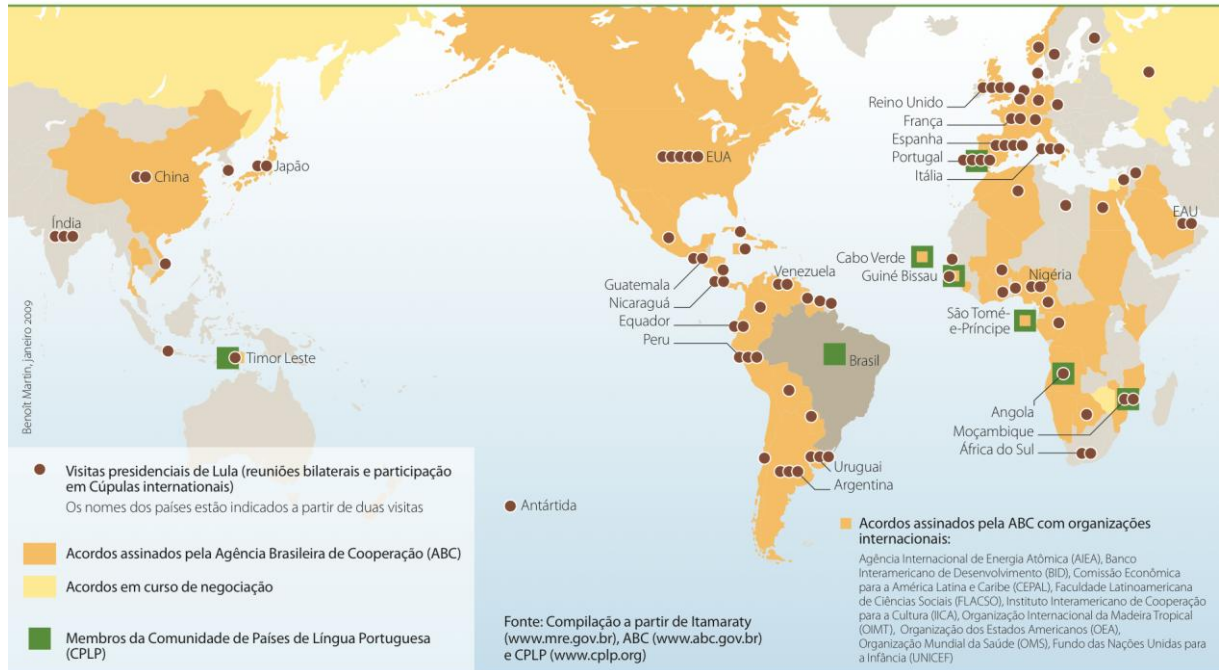 Reino Unido
França
Espanha
Portugal
Itália
EUA
China
Japão
Índia
EAU
Cabo Verde
Guiné Bissau
Nigéria
Venezuela
Guatemala
Nicaraguá
Equador
Peru
São Tomé-
e-Príncipe
Timor Leste
Brasil
Angola
Moçambique
África do Sul
Uruguai
Argentina
Antártida
Benoît Martin, janeiro 2009
Visitas presidenciais de Lula (reuniões bilaterais e participação
em Cúpulas internationais)
Os nomes dos países estão indicados a partir de duas visitas
Acordos assinados pela Agência Brasileira de Cooperação (ABC)
Acordos em curso de negociação
Membros da Comunidade de Países de Língua Portuguesa
(CPLP)
Fonte: Compilação a partir de Itamaraty
(www.mre.gov.br), ABC (www.abc.gov.br)
e CPLP (www.cplp.org)
Acordos assinados pela ABC com organizações
internacionais:
Agência Internacional de Energia Atômica (AIEA), Banco
Interamericano de Desenvolvimento (BID), Comissão Econômica
para a América Latina e Caribe (CEPAL), Faculdade Latinoamericana
de Ciências Sociais (FLACSO), Instituto Interamericano de Cooperação
para a Cultura (IICA), Organização Internacional da Madeira Tropical
(OIMT), Organização dos Estados Americanos (OEA),
Organização Mundial da Saúde (OMS), Fundo das Nações Unidas para
a Infância (UNICEF)